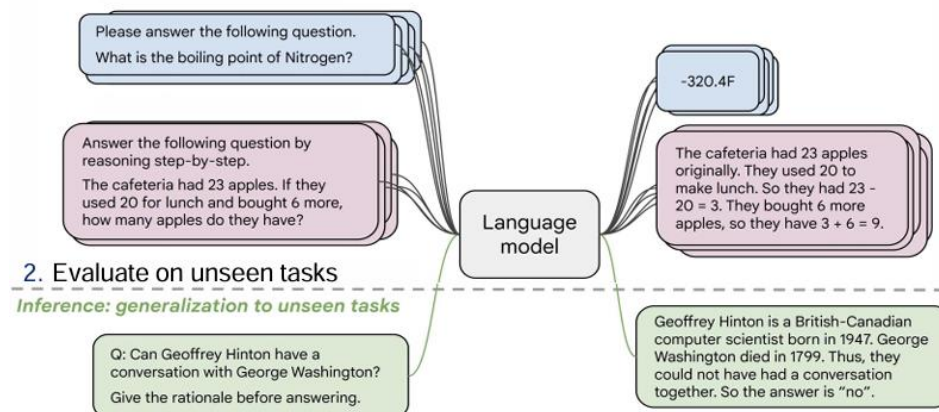 Please answer the following question.
What is the boiling point of Nitrogen?
-320.4F
Answer the following question by
reasoning step-by-step.
The cafeteria had 23 apples. If they
used 20 for lunch and bought 6 more,
how many apples do they have?
Language
model
The cafeteria had 23 apples
originally. They used 20 to
make lunch. So they had 23 -
20 = 3. They bought 6 more
apples, so they have 3 + 6 = 9.
2. Evaluate on unseen tasks
Inference: generalization to unseen tasks
Q: Can Geoffrey Hinton have a
conversation with George Washington?
Give the rationale before answering.
Geoffrey Hinton is a British-Canadian
computer scientist born in 1947. George
Washington died in 1799. Thus, they
could not have had a conversation
together. So the answer is “no”.